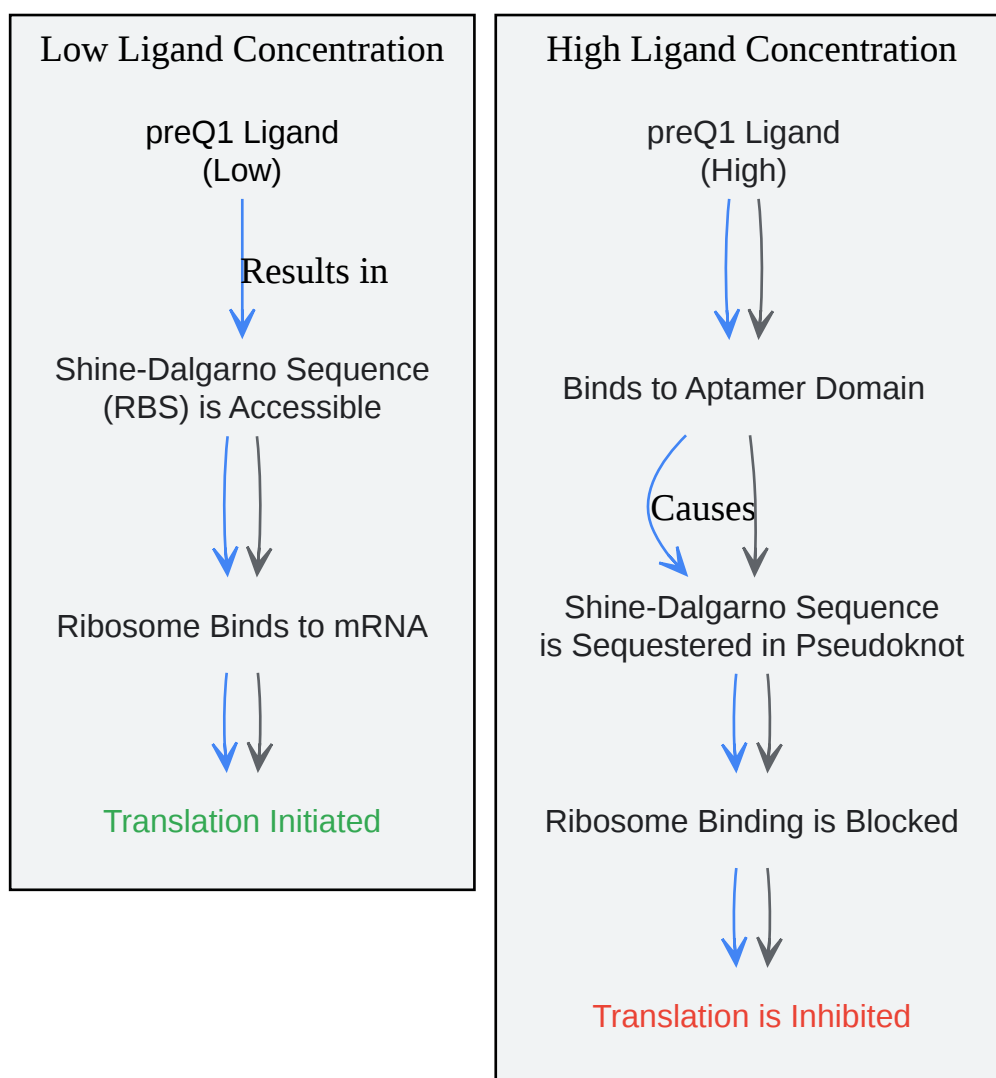 Low Ligand Concentration
preQ1 Ligand
(Low)
Results in
Shine-Dalgarno Sequence
(RBS) is Accessible
Ribosome Binds to mRNA
Translation Initiated
High Ligand Concentration
preQ1 Ligand
(High)
Binds to Aptamer Domain
Causes
Shine-Dalgarno Sequence
is Sequestered in Pseudoknot
Ribosome Binding is Blocked
Translation is Inhibited